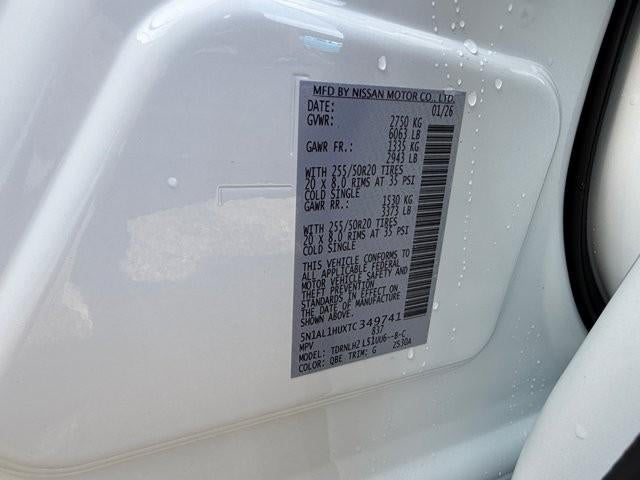 MFD BY NISSAN MOTOR CO., LTD.
DATE: 01/26
GVWR: 2750 KG
6063 LB
GAWR FR.: 1335 KG
2943 LB
WITH 255/50R20 TIRES
20 X 8.0 RIMS AT 35 PSI
COLD SINGLE
GAWR RR.: 1530 KG
3373 LB
WITH 255/50R20 TIRES
20 X 8.0 RIMS AT 35 PSI
COLD SINGLE
THIS VEHICLE CONFORMS TO
ALL APPLICABLE FEDERAL
MOTOR VEHICLE SAFETY AND
THEFT PREVENTION
STANDARDS IN EFFECT ON
THE DATE OF MANUFACTURE
SHOWN ABOVE.
5N1AL1HUXTC349741
MPV 837
MODEL: TDRNLHZ L51UU6--B-C
COLOR: QBE TRIM: G 2S30A